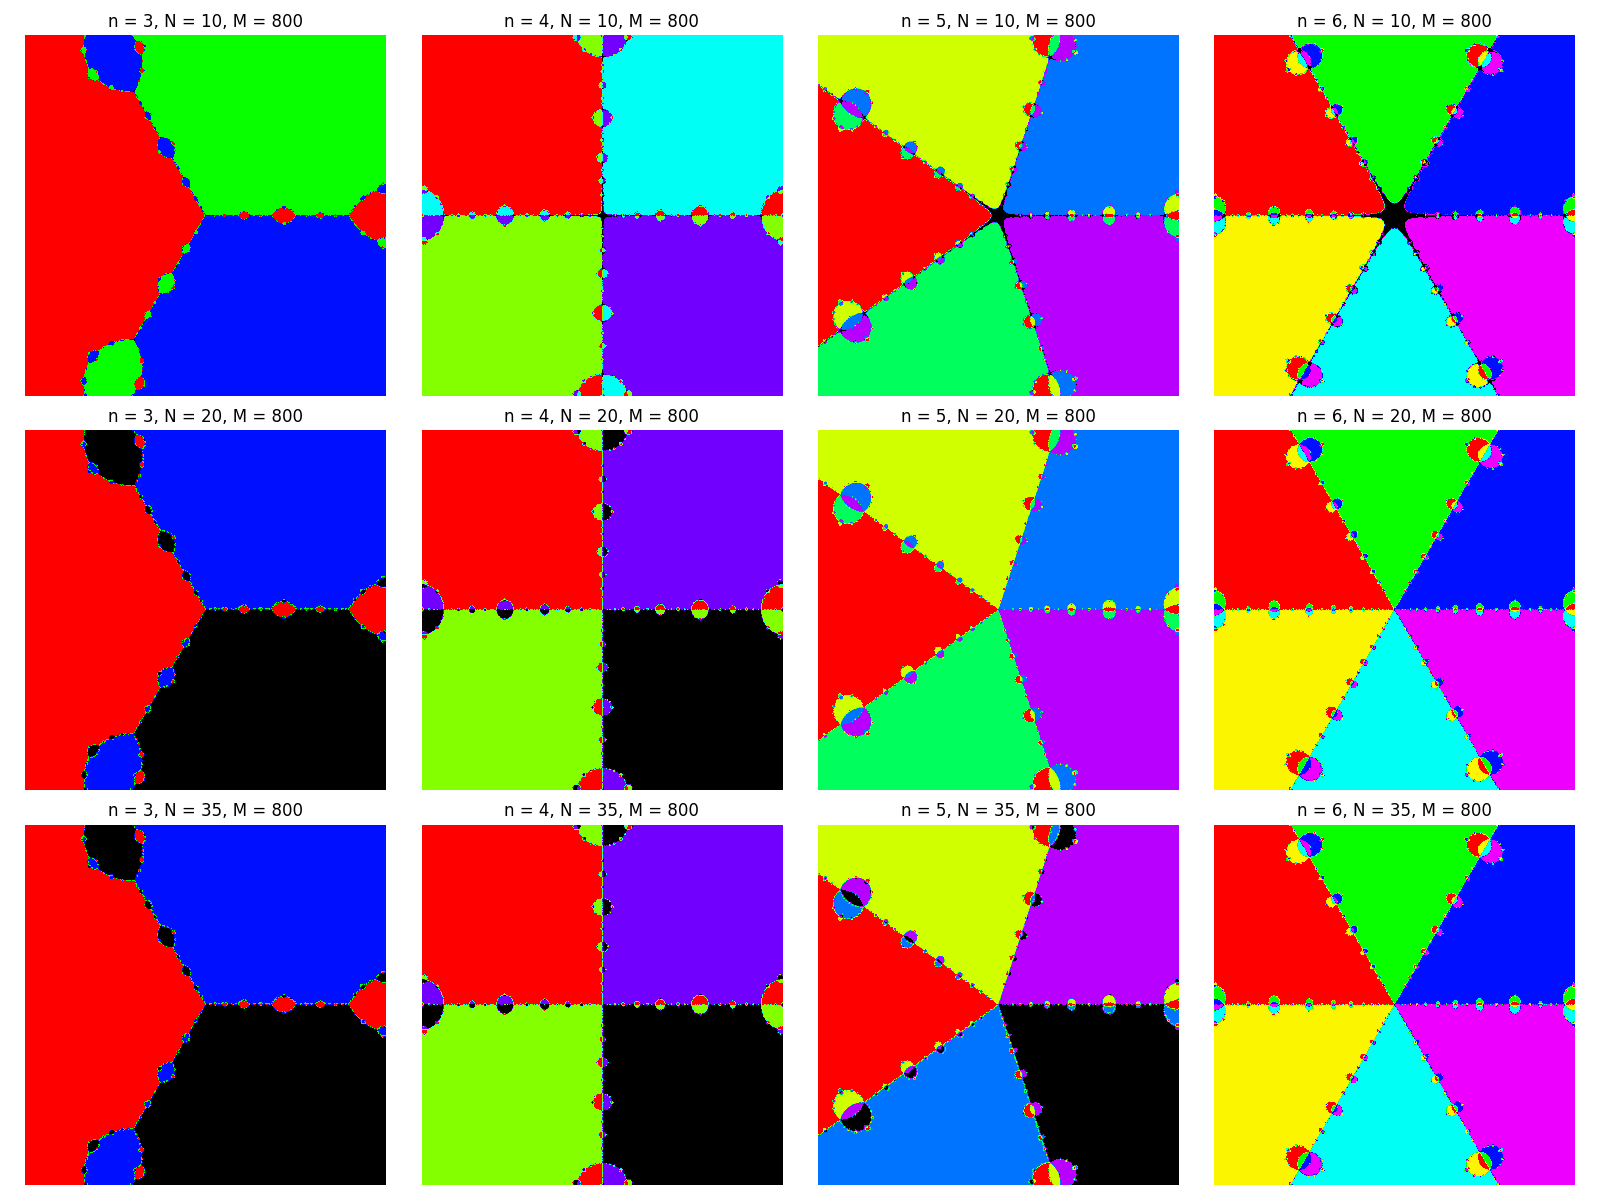 n = 3, N = 10, M = 800
n = 4, N = 10, M = 800
n = 5, N = 10, M = 800
n = 6, N = 10, M = 800
n = 3, N = 20, M = 800
n = 4, N = 20, M = 800
n = 5, N = 20, M = 800
n = 6, N = 20, M = 800
n = 3, N = 35, M = 800
n = 4, N = 35, M = 800
n = 5, N = 35, M = 800
n = 6, N = 35, M = 800